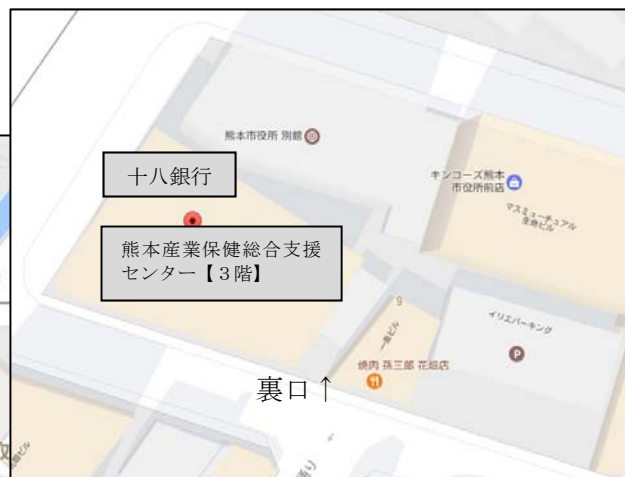 熊本市役所 別館
十八銀行
キンコーズ熊本
市役所前店
マスミューチュアル
生命ビル
熊本産業保健総合支援
センター【３階】
9
イリエパーキング
焼肉 孫三郎 花畑店
P
裏口↑
通り